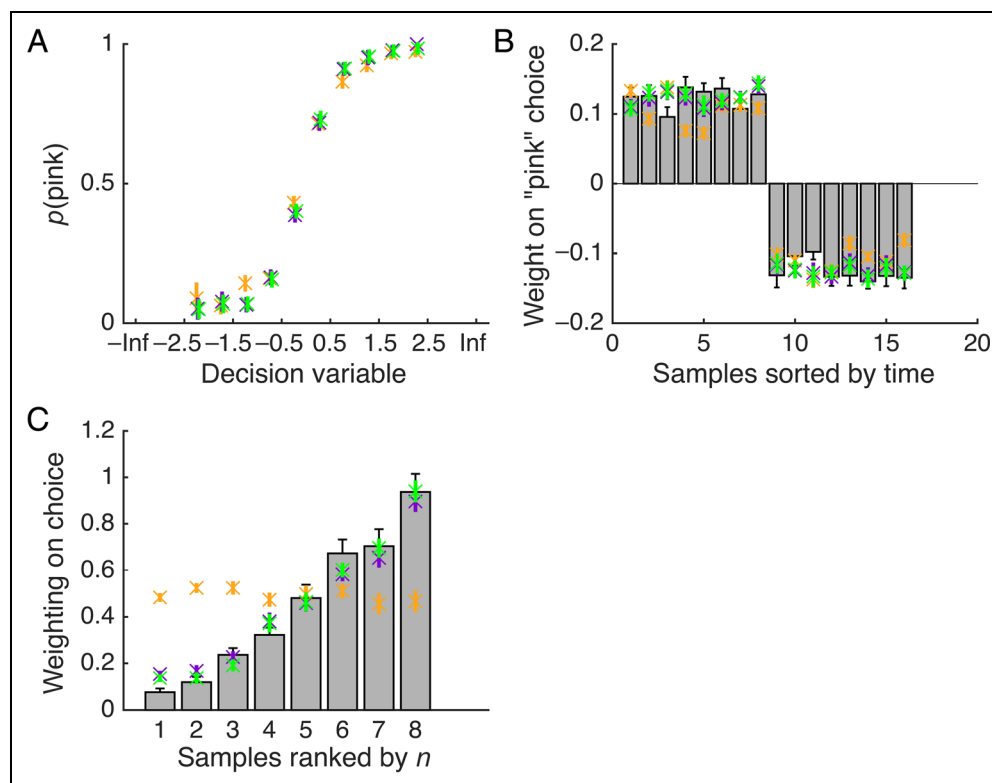 A
1
0.5
0
p(pink)
−Inf −2.5 −1.5 −0.5 0.5 1.5 2.5 Inf
Decision variable
B
0.2
0.1
0
−0.1
−0.2
Weight on "pink" choice
0 5 10 15 20
Samples sorted by time
C
1.2
1
0.8
0.6
0.4
0.2
0
Weighting on choice
1 2 3 4 5 6 7 8
Samples ranked by n